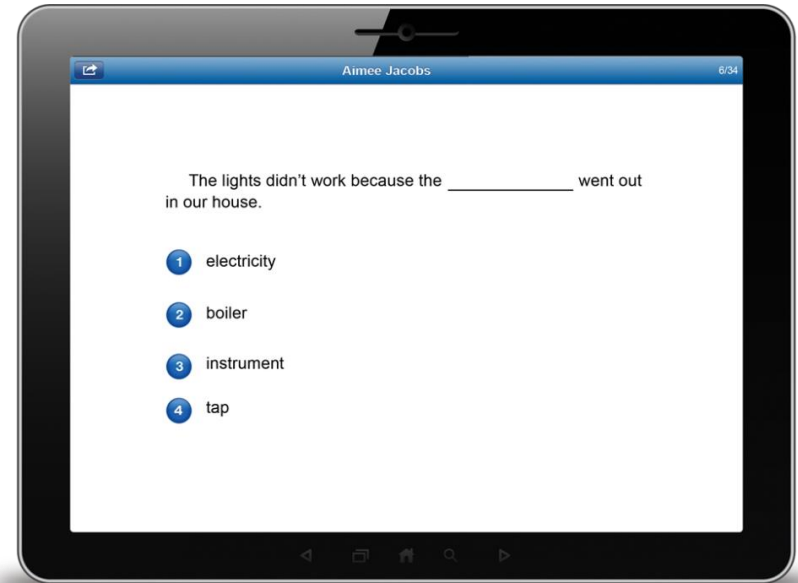 Aimee Jacobs
6/34
The lights didn't work because the ______________ went out
in our house.
1 electricity
2 boiler
3 instrument
4 tap